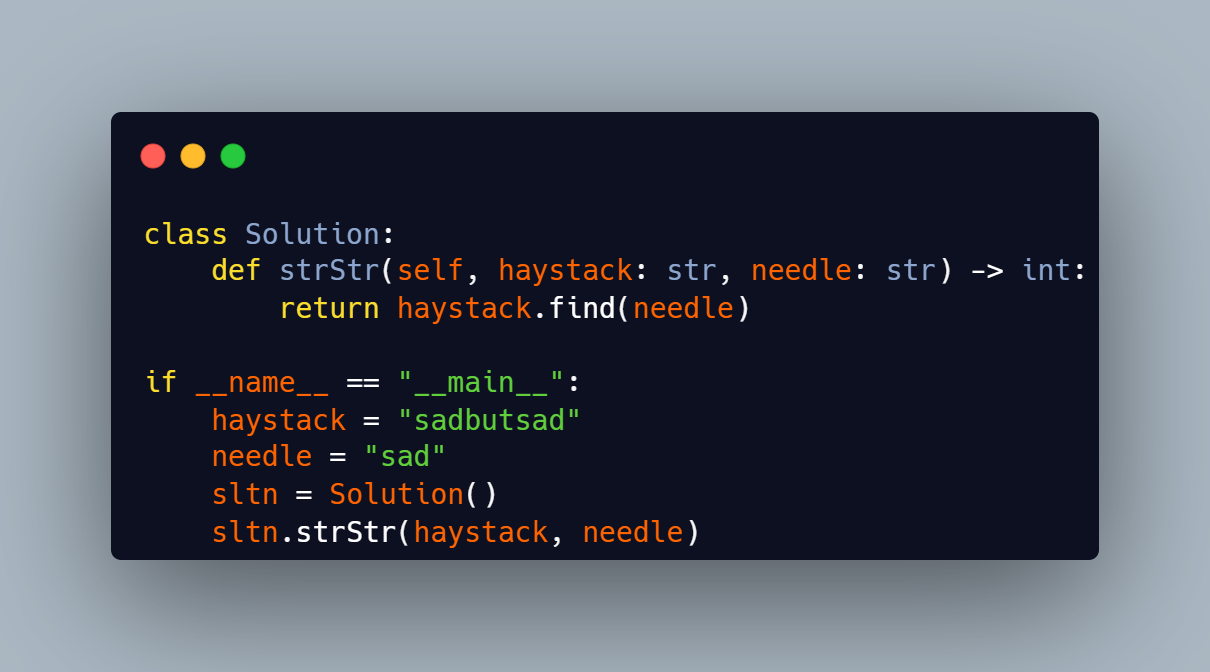 class Solution:
    def strStr(self, haystack: str, needle: str) -> int:
        return haystack.find(needle)

if __name__ == "__main__":
    haystack = "sadbutsad"
    needle = "sad"
    sltn = Solution()
    sltn.strStr(haystack, needle)